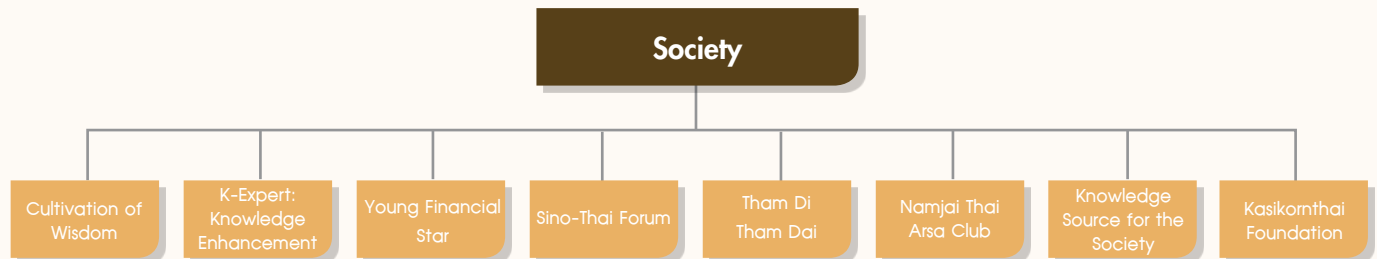 Society
Cultivation of
Wisdom
K-Expert:
Knowledge
Enhancement
Young Financial
Star
Sino-Thai Forum
Tham Di
Tham Dai
Namjai Thai
Arsa Club
Knowledge
Source for the
Society
Kasikornthai
Foundation